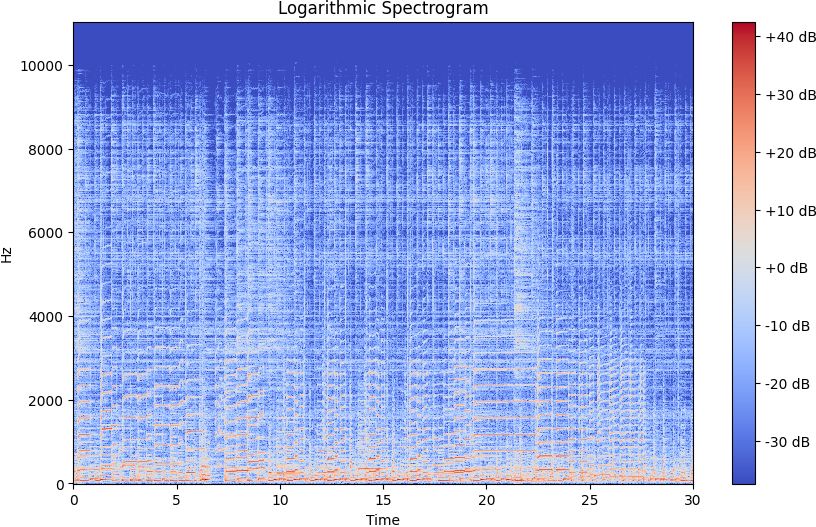 Logarithmic Spectrogram
Hz
10000
8000
6000
4000
2000
0
0 5 10 15 20 25 30
Time
+40 dB
+30 dB
+20 dB
+10 dB
+0 dB
-10 dB
-20 dB
-30 dB